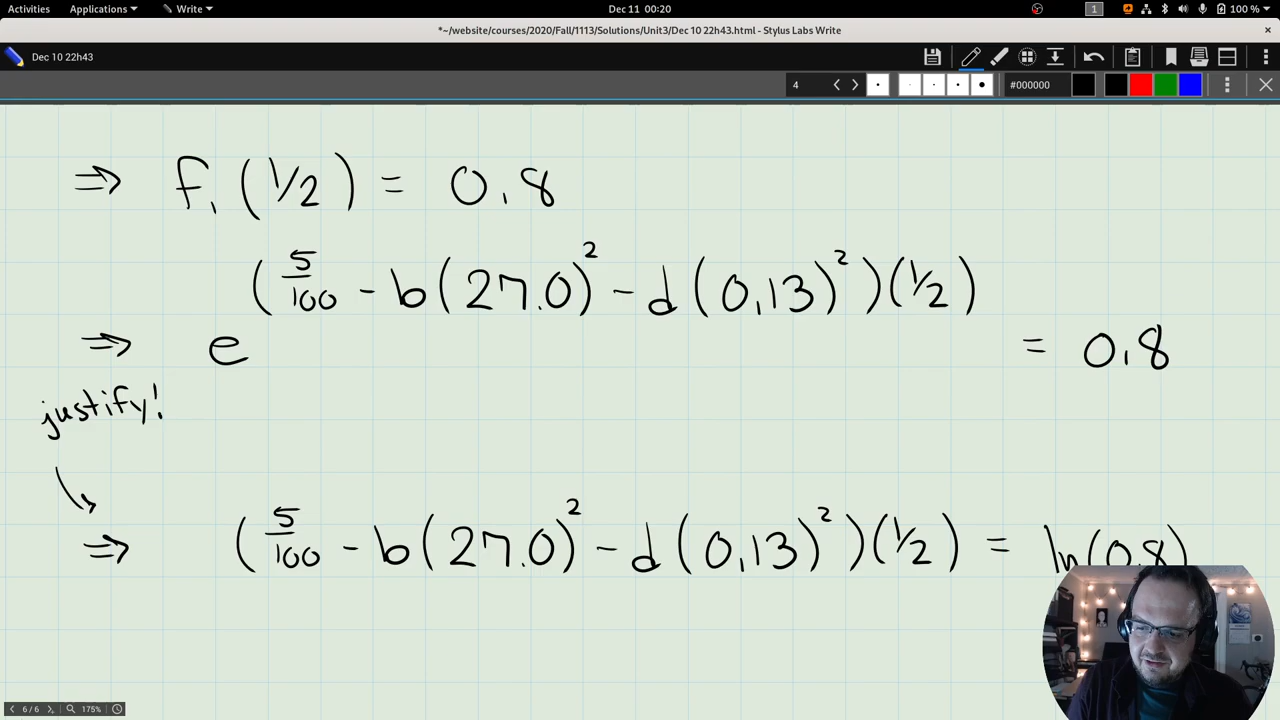 Activities Applications Write Dec 11 00:20 1 100 %
*~/website/courses/2020/Fall/1113/Solutions/Unit3/Dec 10 22h43.html - Stylus Labs Write
Dec 10 22h43
4 #000000
⇒ f₁(1/2) = 0.8
(5/100 - b(27.0)² - d(0.13)²)(1/2)
⇒ e = 0.8
justify!
⇒ (5/100 - b(27.0)² - d(0.13)²)(1/2) = ln(0.8)
6/6 175%